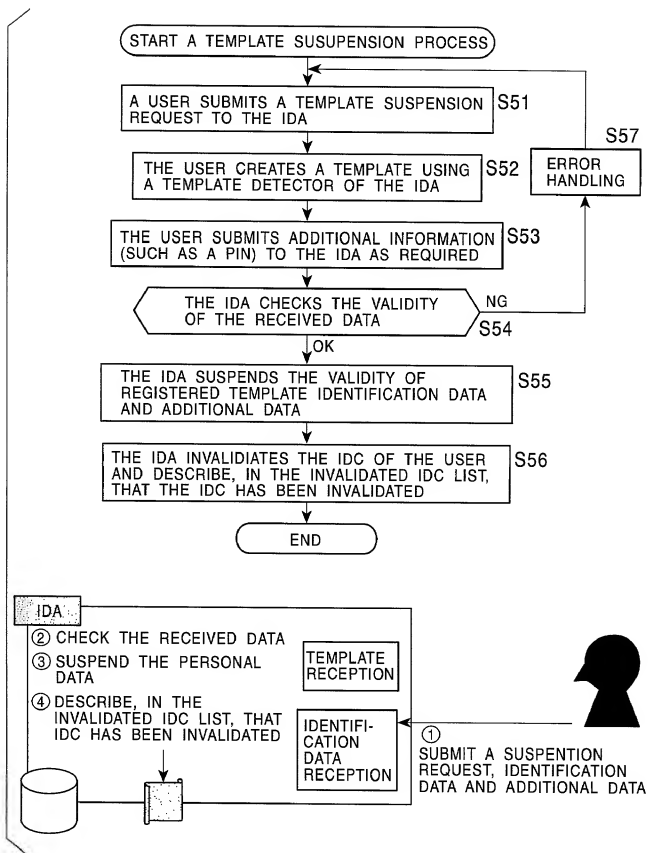 START A TEMPLATE SUSUPENSION PROCESS
A USER SUBMITS A TEMPLATE SUSPENSION
REQUEST TO THE IDA
S51
S57
THE USER CREATES A TEMPLATE USING
A TEMPLATE DETECTOR OF THE IDA
S52
ERROR
HANDLING
THE USER SUBMITS ADDITIONAL INFORMATION
(SUCH AS A PIN) TO THE IDA AS REQUIRED
S53
THE IDA CHECKS THE VALIDITY
OF THE RECEIVED DATA
NG
S54
OK
THE IDA SUSPENDS THE VALIDITY OF
REGISTERED TEMPLATE IDENTIFICATION DATA
AND ADDITIONAL DATA
S55
THE IDA INVALIDIATES THE IDC OF THE USER
AND DESCRIBE, IN THE INVALIDATED IDC LIST,
THAT THE IDC HAS BEEN INVALIDATED
S56
END
IDA
② CHECK THE RECEIVED DATA
③ SUSPEND THE PERSONAL
DATA
④ DESCRIBE, IN THE
INVALIDATED IDC LIST, THAT
IDC HAS BEEN INVALIDATED
TEMPLATE
RECEPTION
IDENTIFI-
CATION
DATA
RECEPTION
①
SUBMIT A SUSPENTION
REQUEST, IDENTIFICATION
DATA AND ADDITIONAL DATA